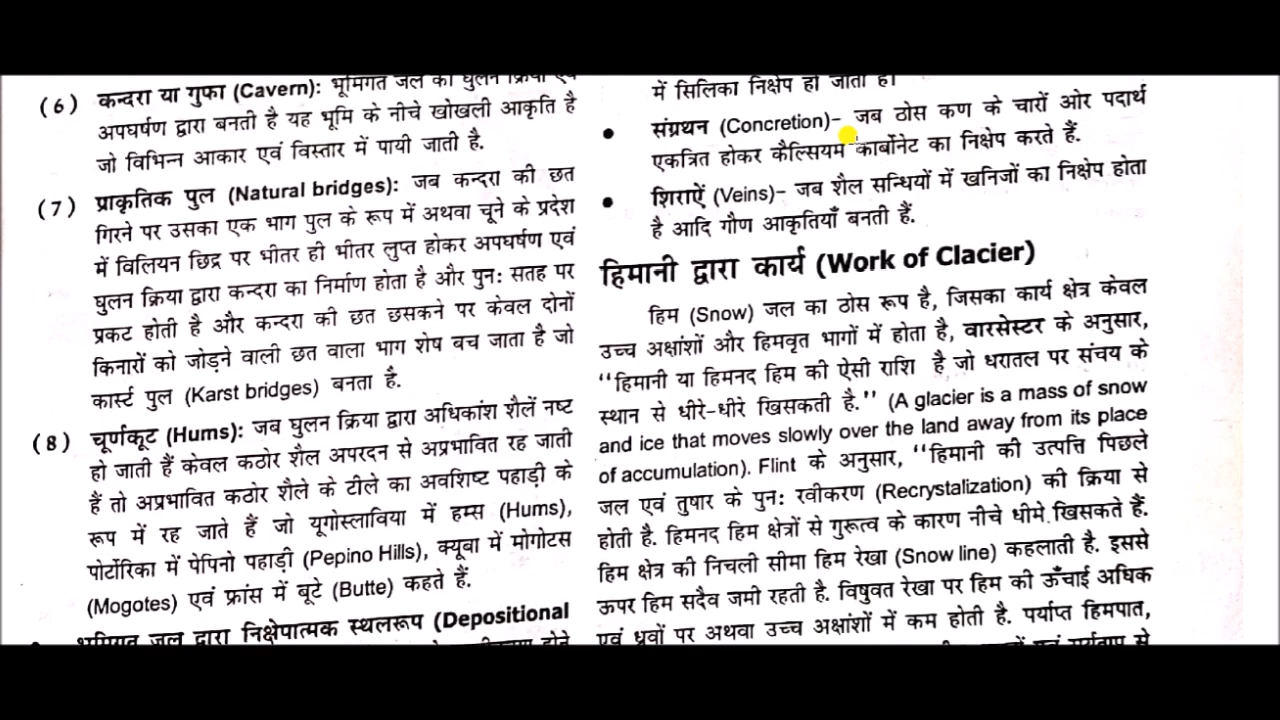 (6) कन्दरा या गुफा (Cavern): भूमिगत जल की घुलन क्रिया एवं
अपघर्षण द्वारा बनती है यह भूमि के नीचे खोखली आकृति है
जो विभिन्न आकार एवं विस्तार में पायी जाती है.
(7) प्राकृतिक पुल (Natural bridges): जब कन्दरा की छत
गिरने पर उसका एक भाग पुल के रूप में अथवा चूने के प्रदेश
में विलियन छिद्र पर भीतर ही भीतर लुप्त होकर अपघर्षण एवं
घुलन क्रिया द्वारा कन्दरा का निर्माण होता है और पुनः सतह पर
प्रकट होती है और कन्दरा की छत छसकने पर केवल दोनों
किनारों को जोड़ने वाली छत वाला भाग शेष बच जाता है जो
कार्स्ट पुल (Karst bridges) बनता है.
(8) चूर्णकूट (Hums): जब घुलन क्रिया द्वारा अधिकांश शैलें नष्ट
हो जाती हैं केवल कठोर शैल अपरदन से अप्रभावित रह जाती
हैं तो अप्रभावित कठोर शैले के टीले का अवशिष्ट पहाड़ी के
रूप में रह जाते हैं जो यूगोस्लाविया में हम्स (Hums),
पोर्टोरिका में पेपिनो पहाड़ी (Pepino Hills), क्यूबा में मोगोटस
(Mogotes) एवं फ्रांस में बूटे (Butte) कहते हैं.
भूमिगत जल द्वारा निक्षेपात्मक स्थलरूप (Depositional
में सिलिका निक्षेप हो जाता है।
• संग्रथन (Concretion)- जब ठोस कण के चारों ओर पदार्थ
एकत्रित होकर कैल्सियम कार्बोनेट का निक्षेप करते हैं.
• शिराऐं (Veins)- जब शैल सन्धियों में खनिजों का निक्षेप होता
है आदि गौण आकृतियाँ बनती हैं.
हिमानी द्वारा कार्य (Work of Clacier)
हिम (Snow) जल का ठोस रूप है, जिसका कार्य क्षेत्र केवल
उच्च अक्षांशों और हिमवृत भागों में होता है, वारसेस्टर के अनुसार,
‘‘हिमानी या हिमनद हिम की ऐसी राशि है जो धरातल पर संचय के
स्थान से धीरे-धीरे खिसकती है.’’ (A glacier is a mass of snow
and ice that moves slowly over the land away from its place
of accumulation). Flint के अनुसार, ‘‘हिमानी की उत्पत्ति पिछले
जल एवं तुषार के पुनः रवीकरण (Recrystalization) की क्रिया से
होती है. हिमनद हिम क्षेत्रों से गुरूत्व के कारण नीचे धीमे खिसकते हैं.
हिम क्षेत्र की निचली सीमा हिम रेखा (Snow line) कहलाती है. इससे
ऊपर हिम सदैव जमी रहती है. विषुवत रेखा पर हिम की ऊँचाई अधिक
एवं ध्रुवों पर अथवा उच्च अक्षांशों में कम होती है. पर्याप्त हिमपात,